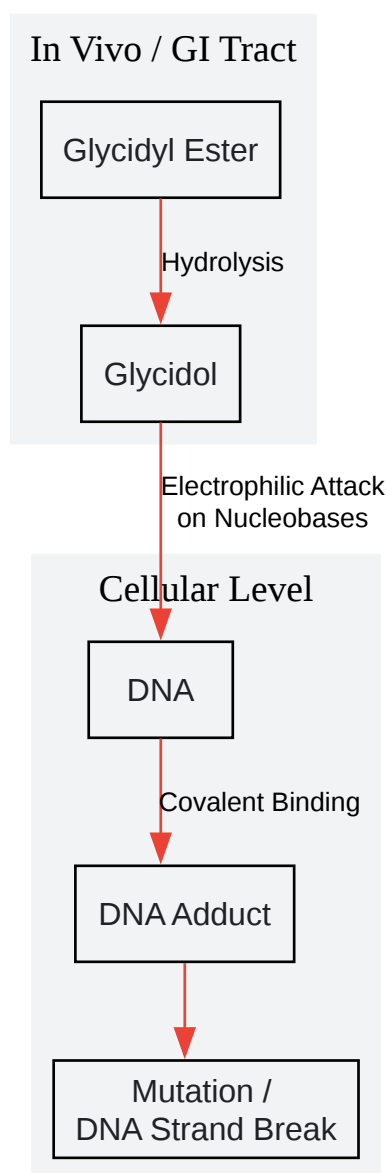 In Vivo / GI Tract
Glycidyl Ester
Hydrolysis
Glycidol
Electrophilic Attack
on Nucleobases
Cellular Level
DNA
Covalent Binding
DNA Adduct
Mutation /
DNA Strand Break